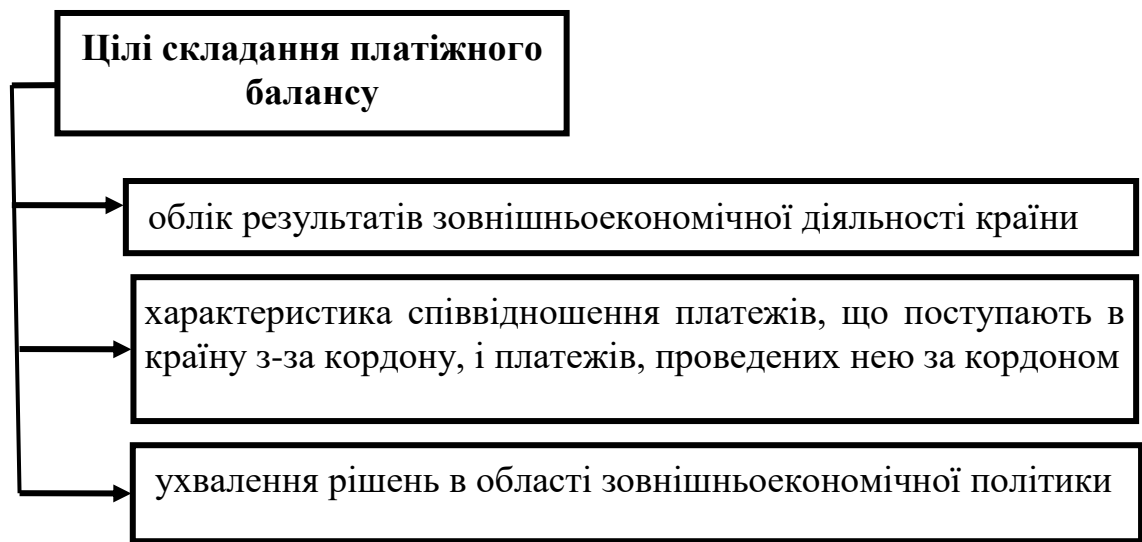 Цілі складання платіжного
балансу
облік результатів зовнішньоекономічної діяльності країни
характеристика співвідношення платежів, що поступають в
країну з-за кордону, і платежів, проведених нею за кордоном
ухвалення рішень в області зовнішньоекономічної політики